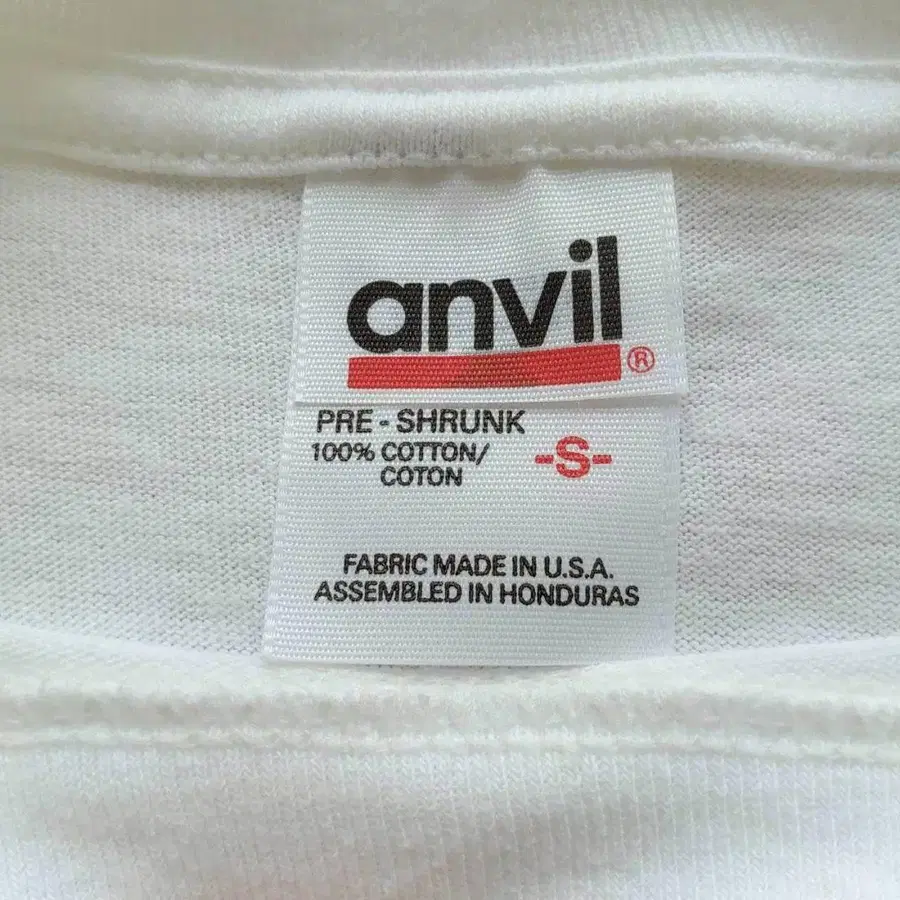 anvil®
PRE - SHRUNK
100% COTTON/
COTON
-S-
FABRIC MADE IN U.S.A.
ASSEMBLED IN HONDURAS